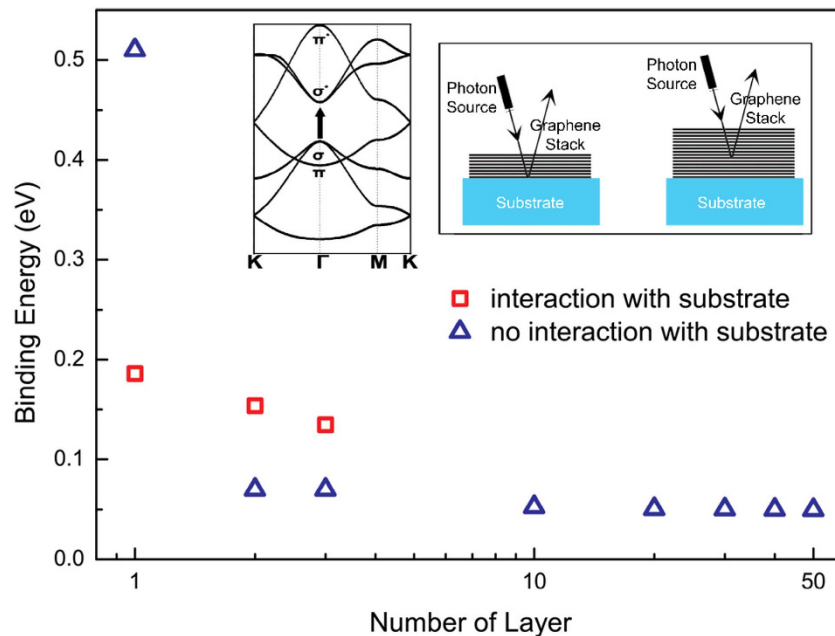 Binding Energy (eV)
0.5
0.4
0.3
0.2
0.1
0.0
1
10
50
Number of Layer
π*
σ*
σ
π
K
Γ
M
K
Photon
Source
Graphene
Stack
Substrate
Photon
Source
Graphene
Stack
Substrate
interaction with substrate
no interaction with substrate